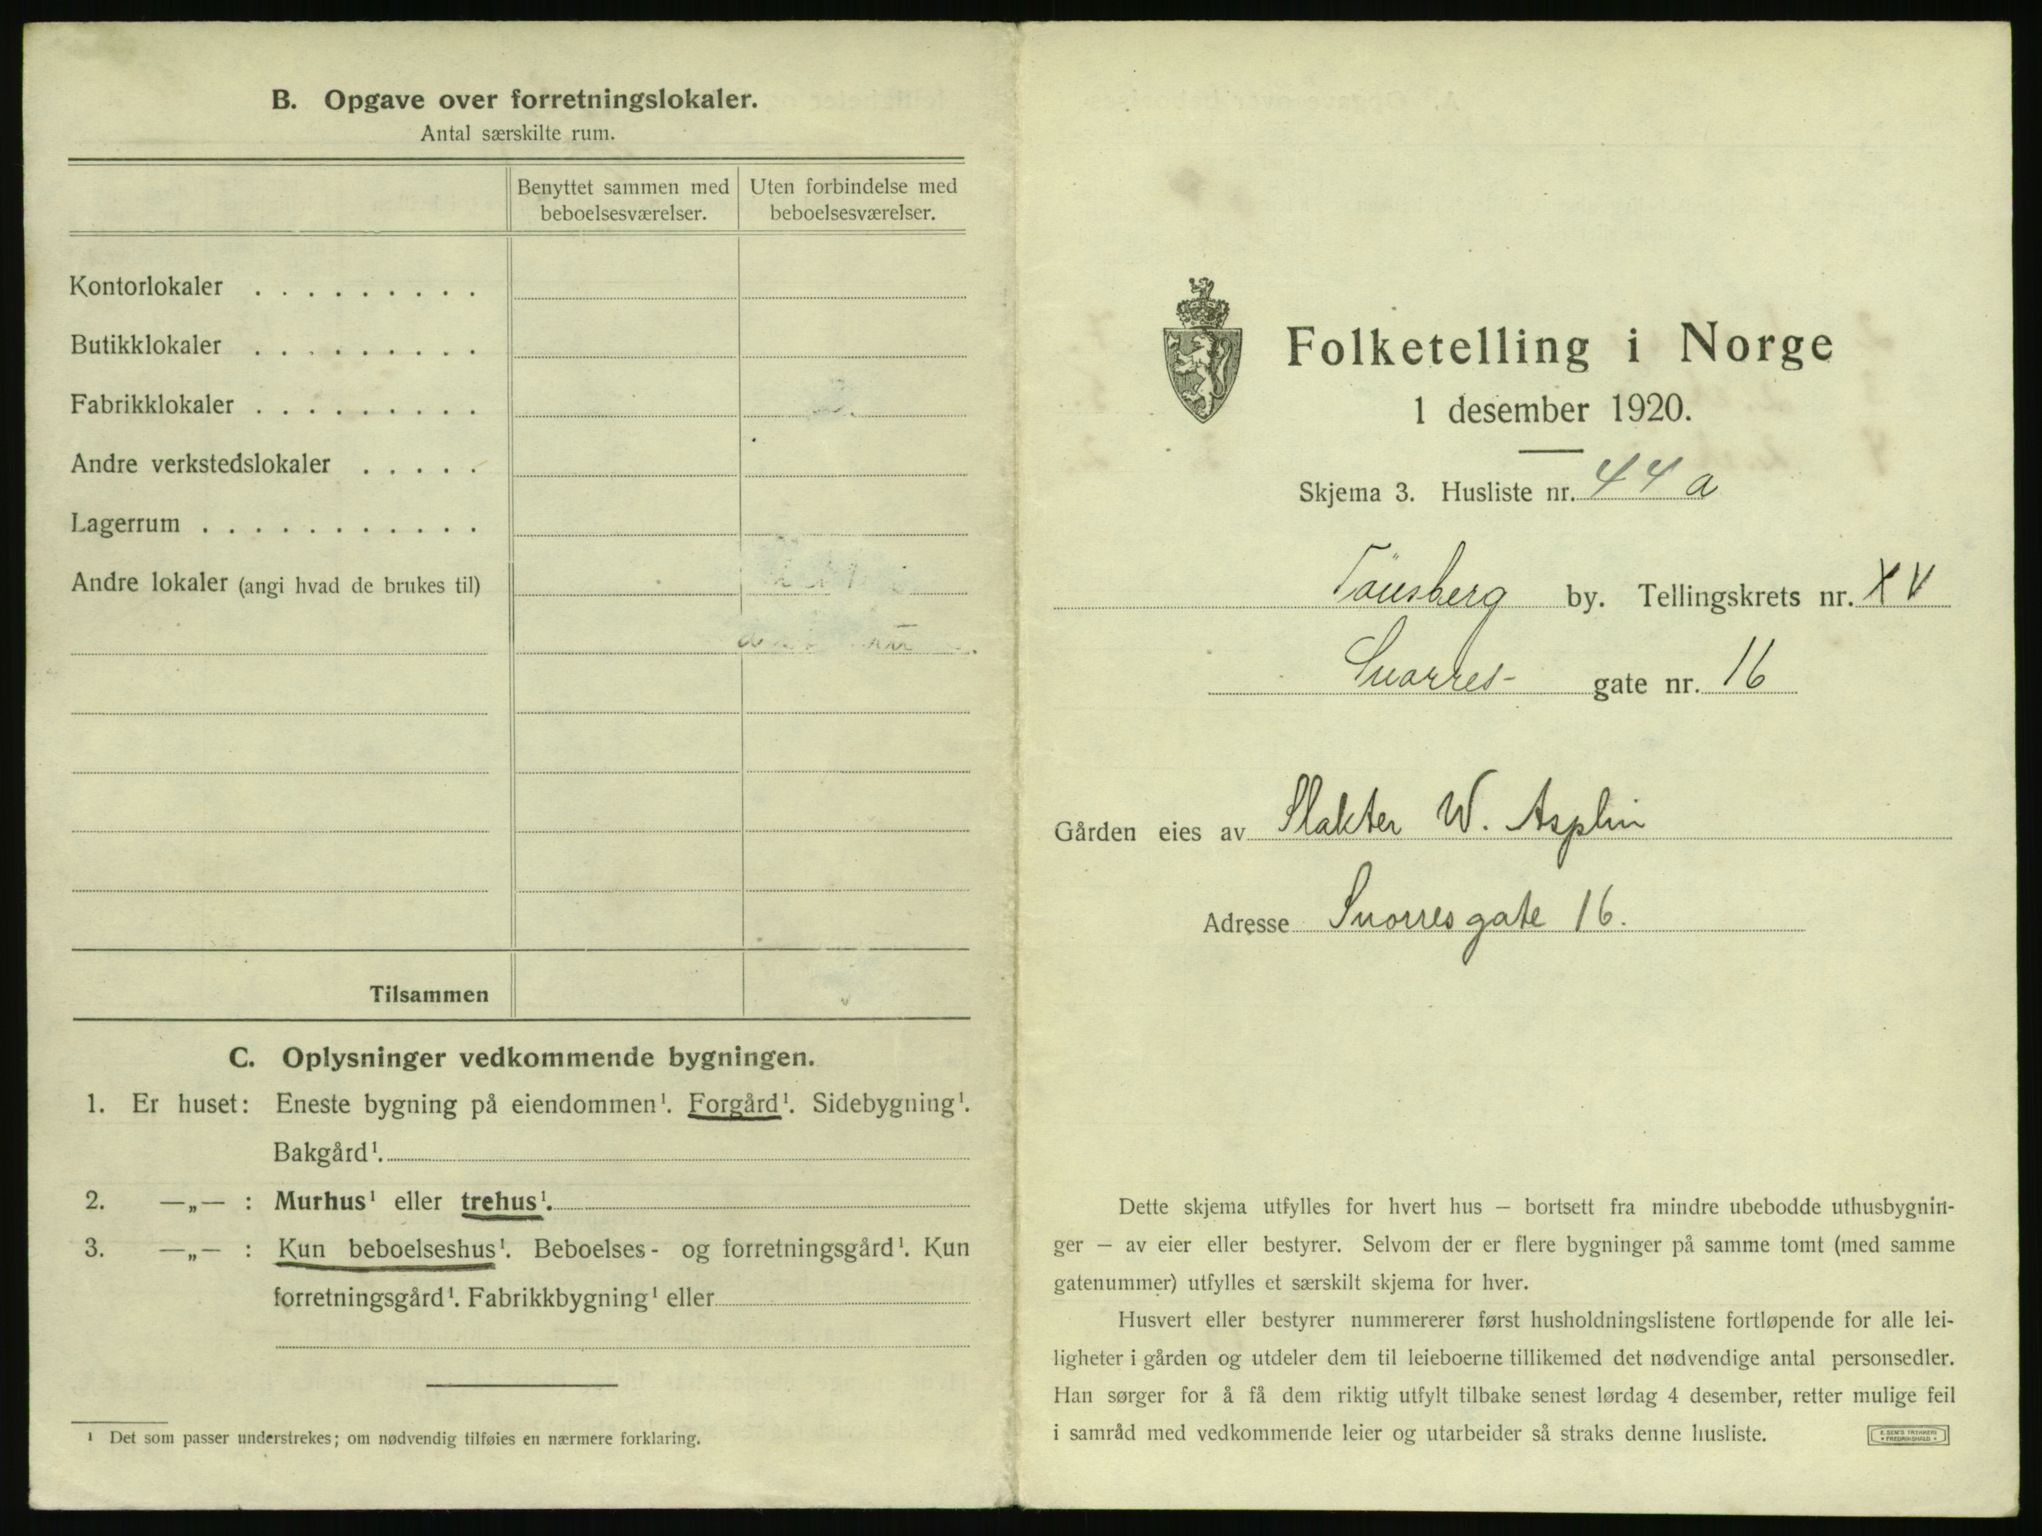 B. Opgave over forretningslokaler.
Antal særskilte rum.
Benyttet sammen med beboelsesværelser.
Uten forbindelse med beboelsesværelser.
Kontorlokaler . . . . . . . . .
Butikklokaler . . . . . . . . .
Fabrikklokaler . . . . . . . . .
Andre verkstedslokaler . . . . .
Lagerrum . . . . . . . . . . .
Andre lokaler (angi hvad de brukes til)
Tilsammen
C. Oplysninger vedkommende bygningen.
1. Er huset: Eneste bygning på eiendommen¹. Forgård¹. Sidebygning¹.
Bakgård¹.
2. —„— : Murhus¹ eller trehus¹.
3. —„— : Kun beboelseshus¹. Beboelses- og forretningsgård¹. Kun
forretningsgård¹. Fabrikkbygning¹ eller
¹ Det som passer understrekes; om nødvendig tilføies en nærmere forklaring.
Folketelling i Norge
1 desember 1920.
Skjema 3. Husliste nr. 44 a
Tönsberg by. Tellingskrets nr. XV
Snorres- gate nr. 16
Gården eies av Slakter W. Asplin
Adresse Snorresgate 16.
Dette skjema utfylles for hvert hus – bortsett fra mindre ubebodde uthusbygnin-
ger – av eier eller bestyrer. Selvom der er flere bygninger på samme tomt (med samme
gatenummer) utfylles et særskilt skjema for hver.
Husvert eller bestyrer nummererer først husholdningslistene fortløpende for alle lei-
ligheter i gården og utdeler dem til leieboerne tillikemed det nødvendige antal personsedler.
Han sørger for å få dem riktig utfylt tilbake senest lørdag 4 desember, retter mulige feil
i samråd med vedkommende leier og utarbeider så straks denne husliste.
E. SEM'S TRYKKERI
• FREDRIKSHALD •